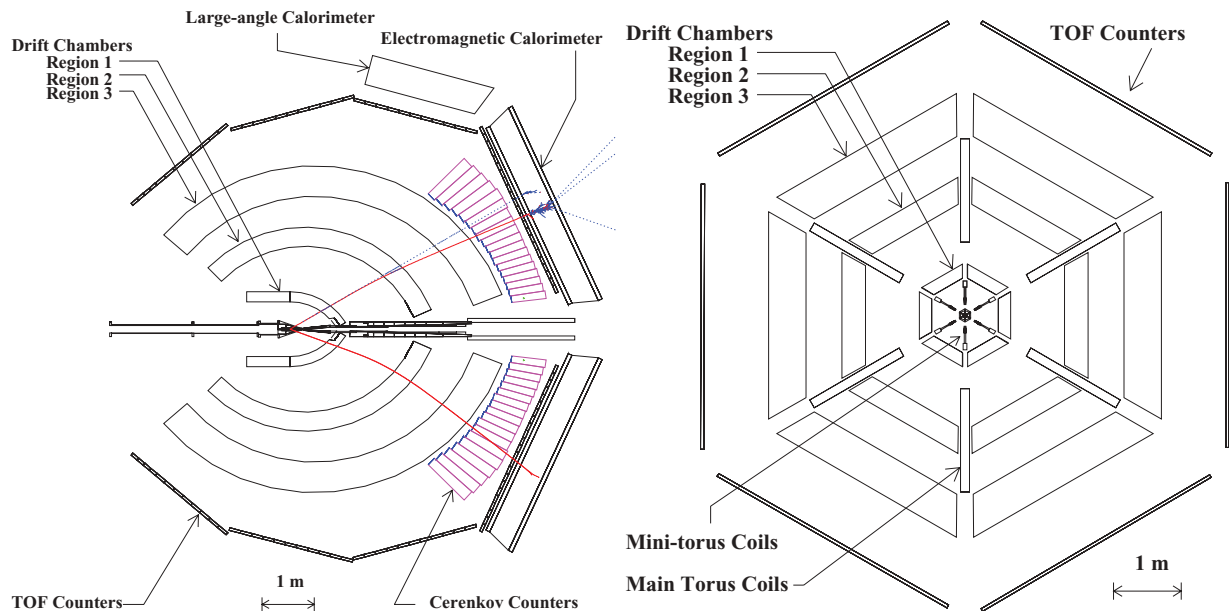 Large-angle Calorimeter
Electromagnetic Calorimeter
Drift Chambers
Region 1
Region 2
Region 3
1 m
TOF Counters
Cerenkov Counters
Drift Chambers
Region 1
Region 2
Region 3
TOF Counters
Mini-torus Coils
Main Torus Coils
1 m